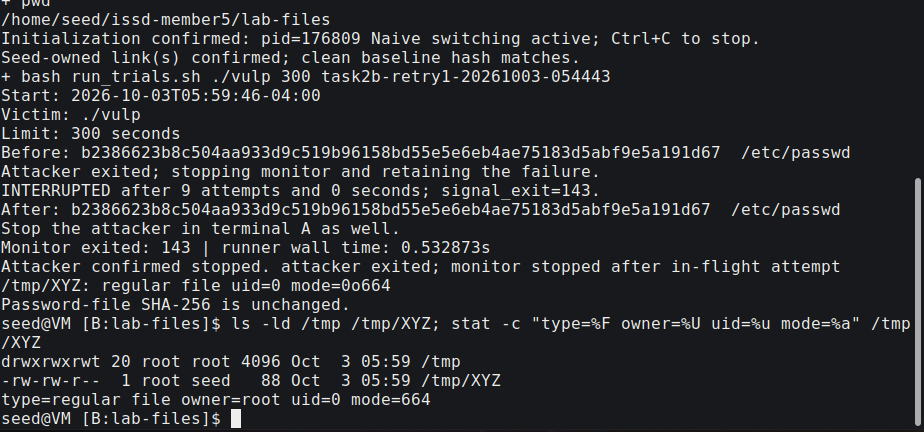 + pwd
/home/seed/issd-member5/lab-files
Initialization confirmed: pid=176809 Naive switching active; Ctrl+C to stop.
Seed-owned link(s) confirmed; clean baseline hash matches.
+ bash run_trials.sh ./vulp 300 task2b-retry1-20261003-054443
Start: 2026-10-03T05:59:46-04:00
Victim: ./vulp
Limit: 300 seconds
Before: b2386623b8c504aa933d9c519b96158bd55e5e6eb4ae75183d5abf9e5a191d67  /etc/passwd
Attacker exited; stopping monitor and retaining the failure.
INTERRUPTED after 9 attempts and 0 seconds; signal_exit=143.
After: b2386623b8c504aa933d9c519b96158bd55e5e6eb4ae75183d5abf9e5a191d67  /etc/passwd
Stop the attacker in terminal A as well.
Monitor exited: 143 | runner wall time: 0.532873s
Attacker confirmed stopped. attacker exited; monitor stopped after in-flight attempt
/tmp/XYZ: regular file uid=0 mode=0o664
Password-file SHA-256 is unchanged.
seed@VM [B:lab-files]$ ls -ld /tmp /tmp/XYZ; stat -c "type=%F owner=%U uid=%u mode=%a" /tmp
/XYZ
drwxrwxrwt 20 root root 4096 Oct  3 05:59 /tmp
-rw-rw-r--  1 root seed   88 Oct  3 05:59 /tmp/XYZ
type=regular file owner=root uid=0 mode=664
seed@VM [B:lab-files]$